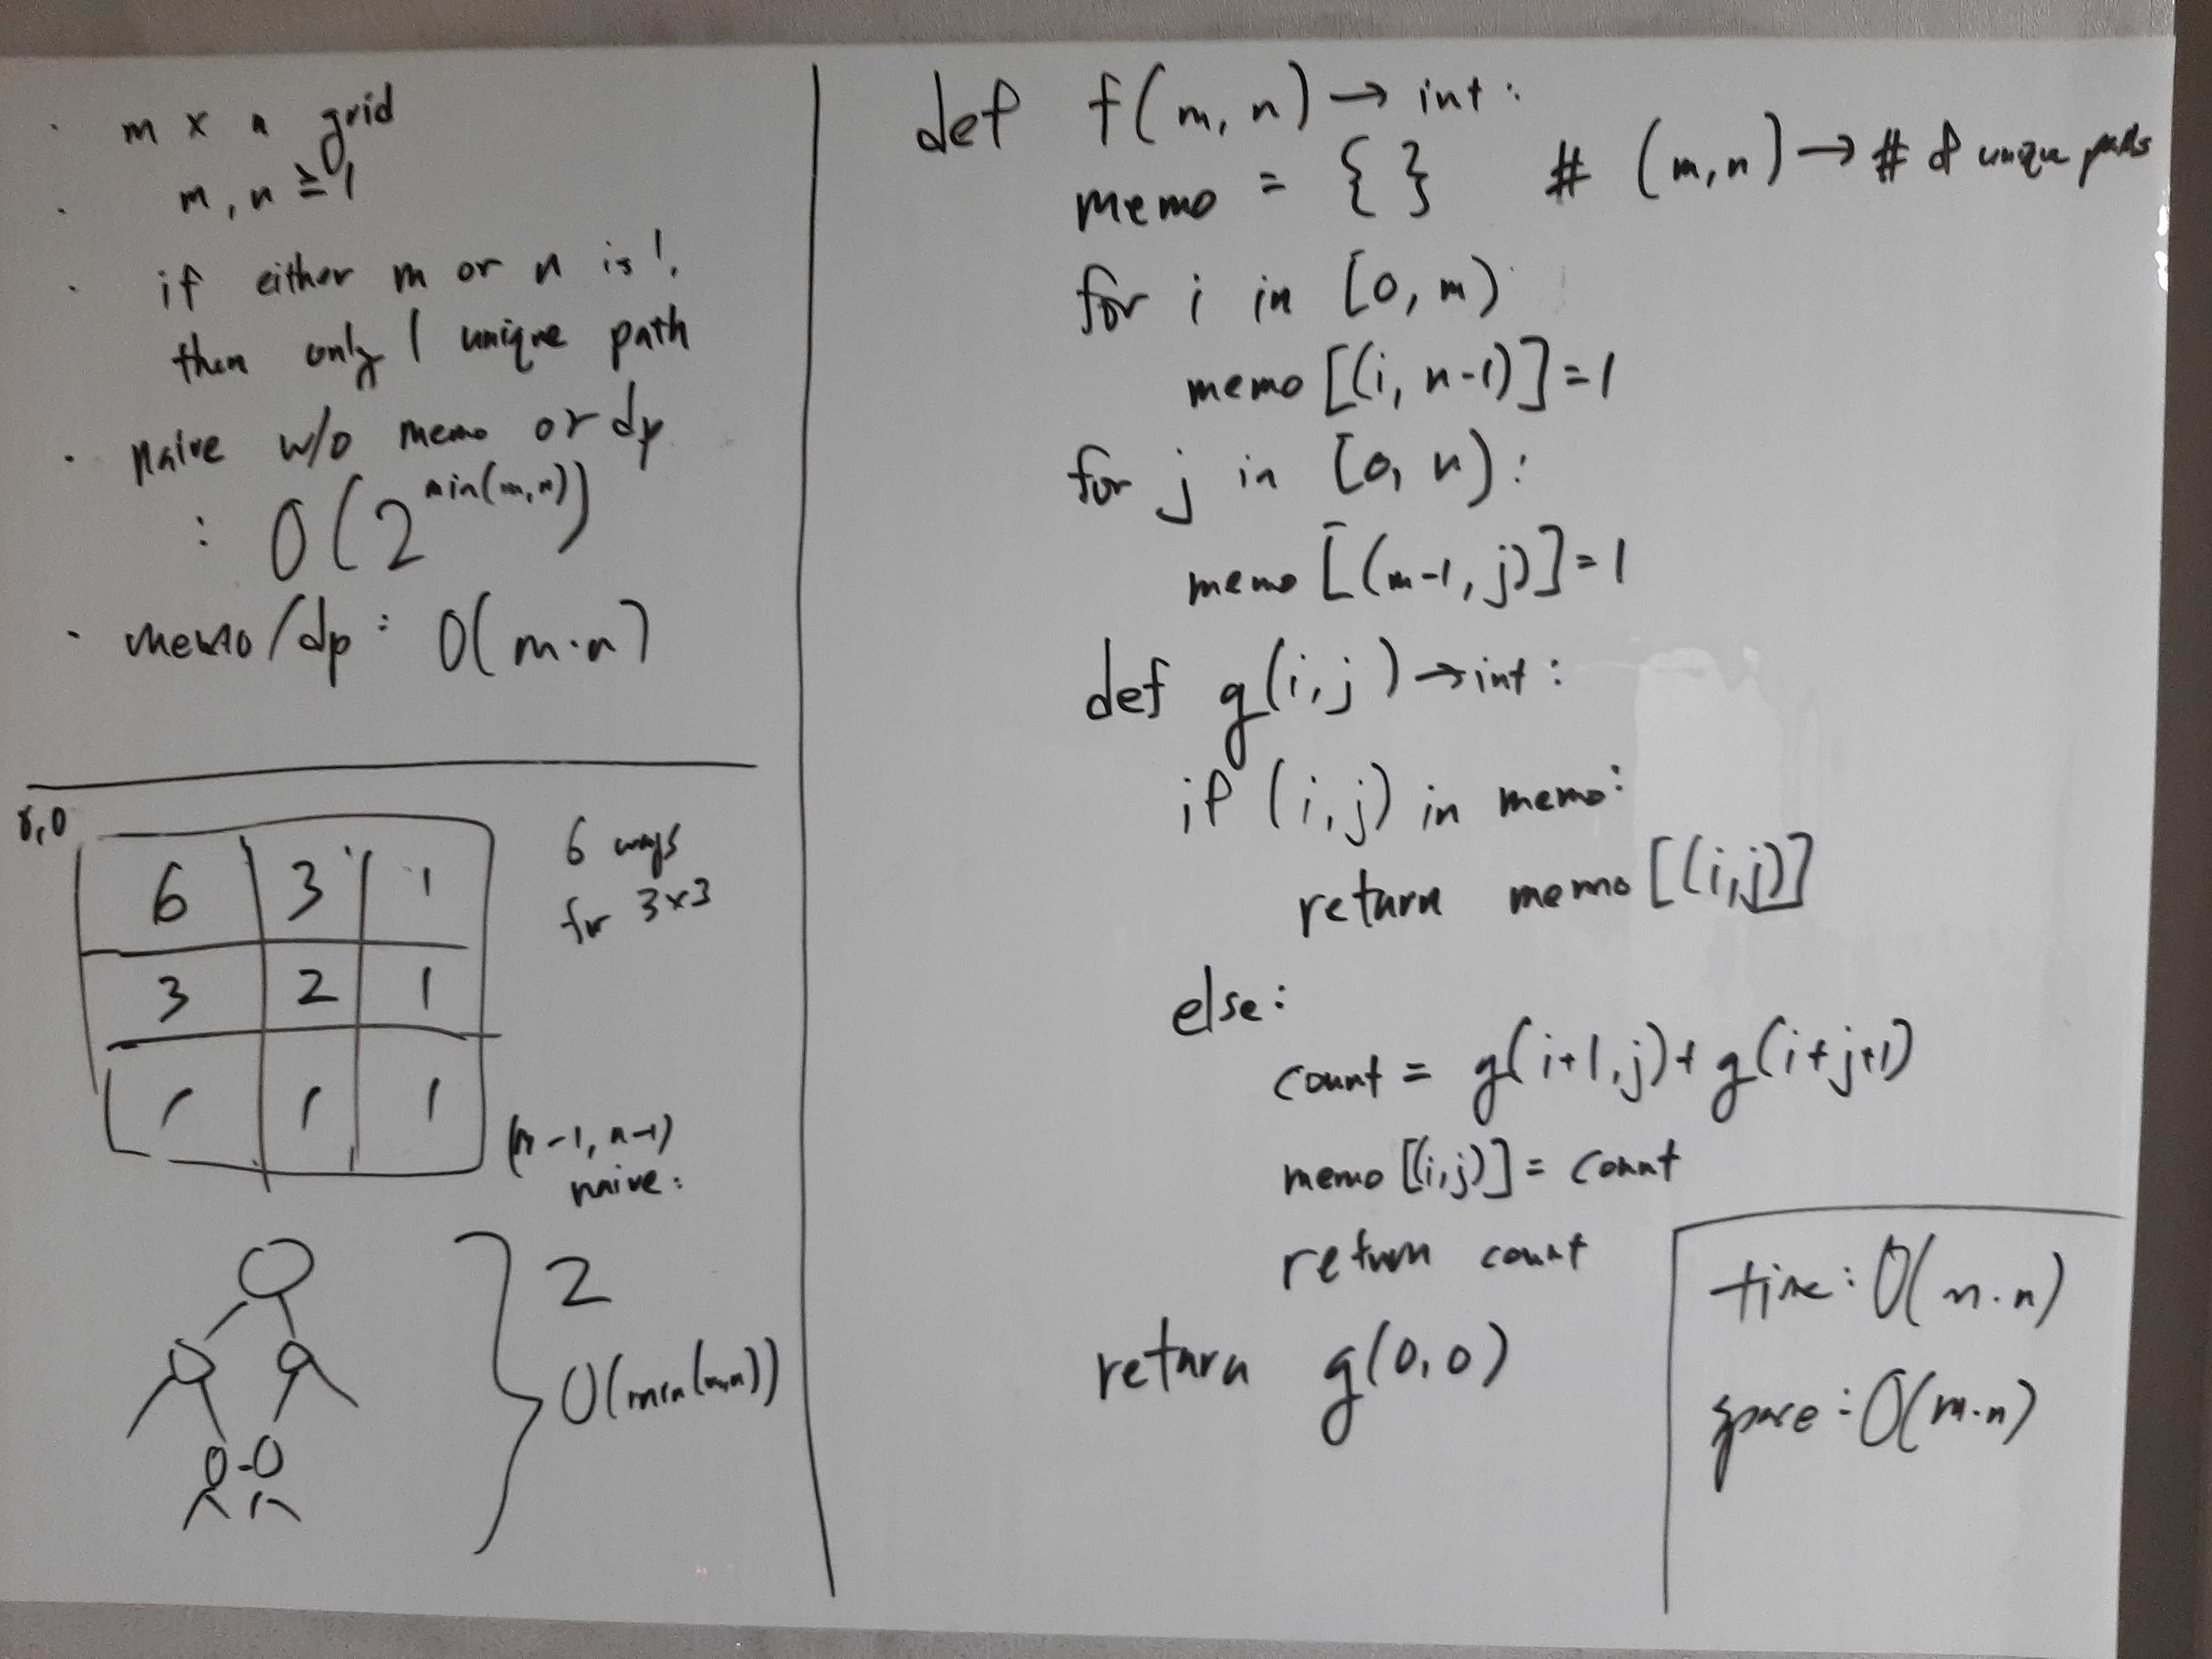 · m x n grid
· m, n ≥ 1
· if either m or n is 1,
then only 1 unique path
· naive w/o memo or dp
: O(2^min(m,n))
· memo/dp: O(m·n)
0,0
6 3 1
3 2 1
1 1 1
6 ways
for 3x3
(m-1, n-1)
naive:
2
O(min(m,n))
def f(m, n) → int:
memo = { } # (m,n) → # of unique paths
for i in [0, m)
memo[(i, n-1)]=1
for j in [0, n):
memo[(m-1, j)]=1
def g(i,j) → int:
if (i,j) in memo:
return memo[(i,j)]
else:
count = g(i+1,j)+g(i+j+1)
memo[(i,j)] = count
return count
return g(0,0)
time: O(m·n)
space: O(m·n)